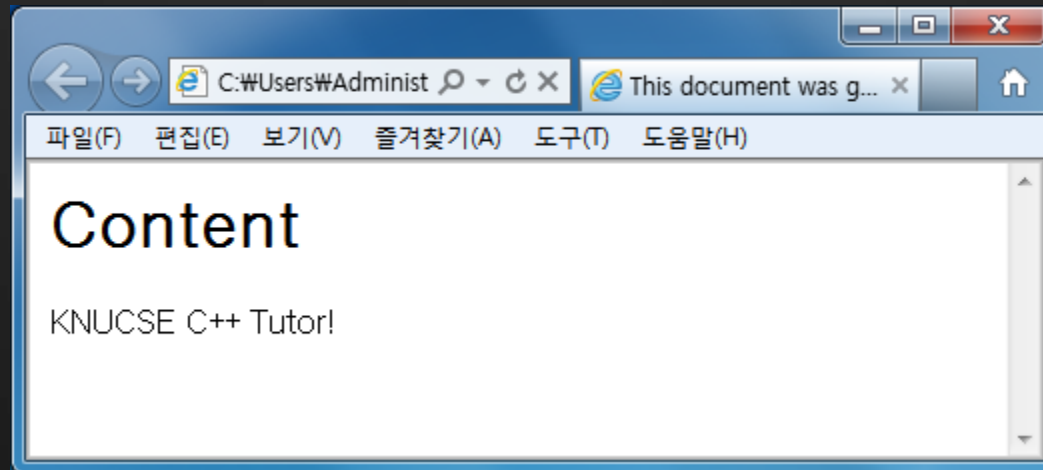 C:₩Users₩Administ
This document was g...
파일(F) 편집(E) 보기(V) 즐겨찾기(A) 도구(T) 도움말(H)
Content
KNUCSE C++ Tutor!